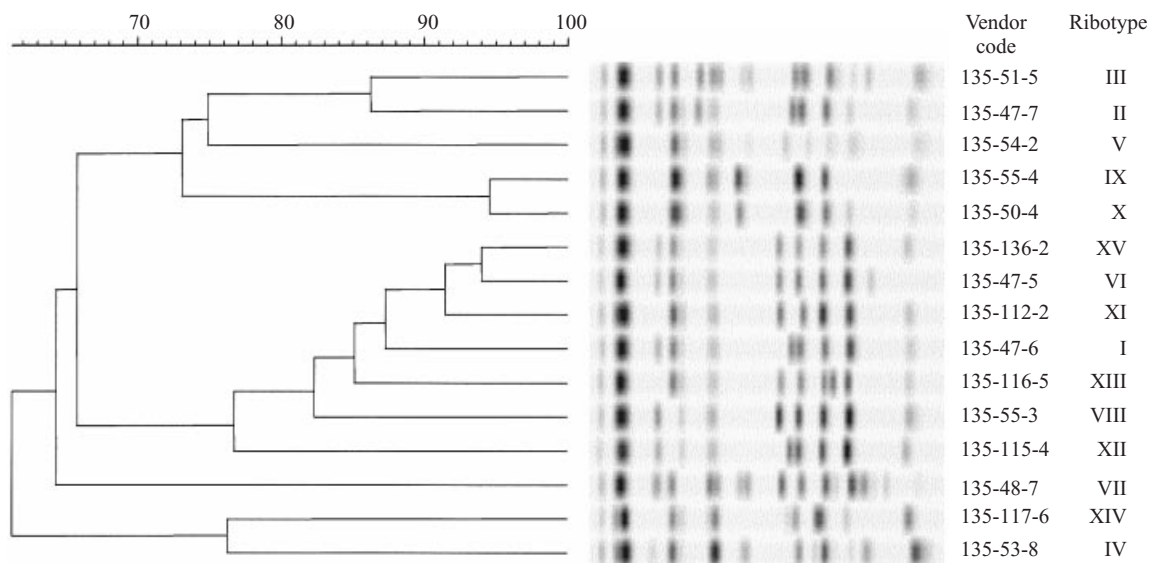 70 80 90 100 Vendor code Ribotype
135-51-5 III
135-47-7 II
135-54-2 V
135-55-4 IX
135-50-4 X
135-136-2 XV
135-47-5 VI
135-112-2 XI
135-47-6 I
135-116-5 XIII
135-55-3 VIII
135-115-4 XII
135-48-7 VII
135-117-6 XIV
135-53-8 IV